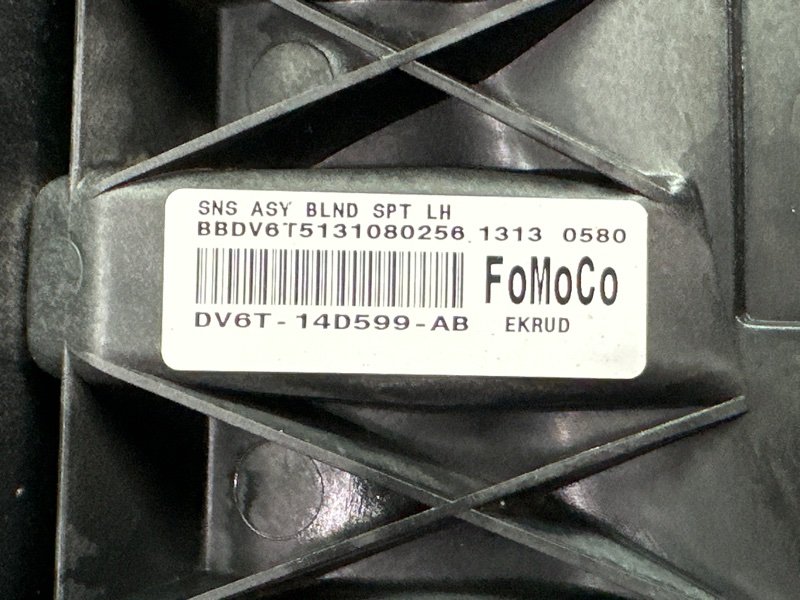 SNS ASY BLND SPT LH
BBDV6T5131080256 1313 0580
FoMoCo
DV6T-14D599-AB EKRUD